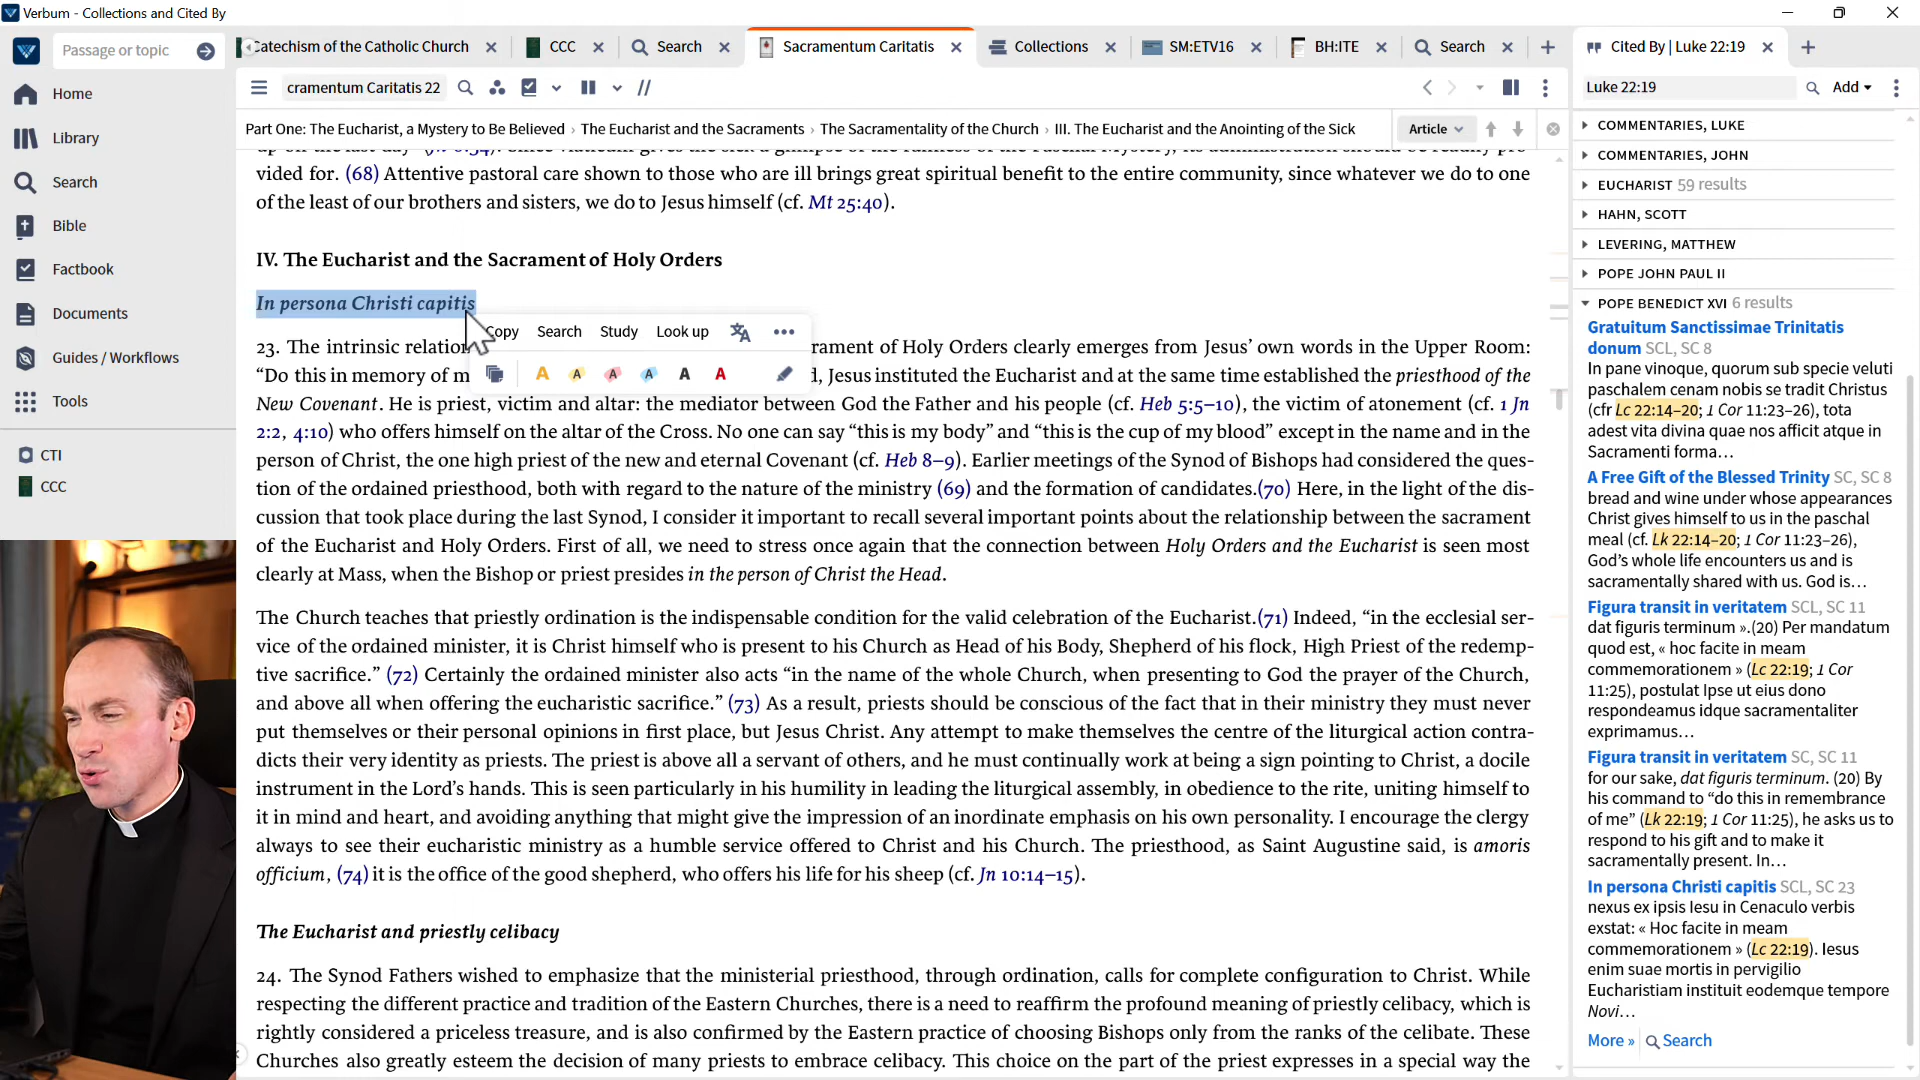 Verbum - Collections and Cited By
Passage or topic
Home
Library
Search
Bible
Factbook
Documents
Guides / Workflows
Tools
CTI
CCC
Catechism of the Catholic Church
CCC
Search
Sacramentum Caritatis
Collections
SM:ETV16
BH:ITE
Search
cramentum Caritatis 22
Part One: The Eucharist, a Mystery to Be Believed › The Eucharist and the Sacraments › The Sacramentality of the Church › III. The Eucharist and the Anointing of the Sick
Article
vided for. (68) Attentive pastoral care shown to those who are ill brings great spiritual benefit to the entire community, since whatever we do to one
of the least of our brothers and sisters, we do to Jesus himself (cf. Mt 25:40).
IV. The Eucharist and the Sacrament of Holy Orders
In persona Christi capitis
opy Search Study Look up
23. The intrinsic relation rament of Holy Orders clearly emerges from Jesus’ own words in the Upper Room:
“Do this in memory of m , Jesus instituted the Eucharist and at the same time established the priesthood of the
A A A A A A
New Covenant. He is priest, victim and altar: the mediator between God the Father and his people (cf. Heb 5:5–10), the victim of atonement (cf. 1 Jn
2:2, 4:10) who offers himself on the altar of the Cross. No one can say “this is my body” and “this is the cup of my blood” except in the name and in the
person of Christ, the one high priest of the new and eternal Covenant (cf. Heb 8–9). Earlier meetings of the Synod of Bishops had considered the ques-
tion of the ordained priesthood, both with regard to the nature of the ministry (69) and the formation of candidates.(70) Here, in the light of the dis-
cussion that took place during the last Synod, I consider it important to recall several important points about the relationship between the sacrament
of the Eucharist and Holy Orders. First of all, we need to stress once again that the connection between Holy Orders and the Eucharist is seen most
clearly at Mass, when the Bishop or priest presides in the person of Christ the Head.
The Church teaches that priestly ordination is the indispensable condition for the valid celebration of the Eucharist.(71) Indeed, “in the ecclesial ser-
vice of the ordained minister, it is Christ himself who is present to his Church as Head of his Body, Shepherd of his flock, High Priest of the redemp-
tive sacrifice.” (72) Certainly the ordained minister also acts “in the name of the whole Church, when presenting to God the prayer of the Church,
and above all when offering the eucharistic sacrifice.” (73) As a result, priests should be conscious of the fact that in their ministry they must never
put themselves or their personal opinions in first place, but Jesus Christ. Any attempt to make themselves the centre of the liturgical action contra-
dicts their very identity as priests. The priest is above all a servant of others, and he must continually work at being a sign pointing to Christ, a docile
instrument in the Lord’s hands. This is seen particularly in his humility in leading the liturgical assembly, in obedience to the rite, uniting himself to
it in mind and heart, and avoiding anything that might give the impression of an inordinate emphasis on his own personality. I encourage the clergy
always to see their eucharistic ministry as a humble service offered to Christ and his Church. The priesthood, as Saint Augustine said, is amoris
officium, (74) it is the office of the good shepherd, who offers his life for his sheep (cf. Jn 10:14–15).
The Eucharist and priestly celibacy
24. The Synod Fathers wished to emphasize that the ministerial priesthood, through ordination, calls for complete configuration to Christ. While
respecting the different practice and tradition of the Eastern Churches, there is a need to reaffirm the profound meaning of priestly celibacy, which is
rightly considered a priceless treasure, and is also confirmed by the Eastern practice of choosing Bishops only from the ranks of the celibate. These
Churches also greatly esteem the decision of many priests to embrace celibacy. This choice on the part of the priest expresses in a special way the
Cited By | Luke 22:19
Luke 22:19
Add
COMMENTARIES, LUKE
COMMENTARIES, JOHN
EUCHARIST 59 results
HAHN, SCOTT
LEVERING, MATTHEW
POPE JOHN PAUL II
POPE BENEDICT XVI 6 results
Gratuitum Sanctissimae Trinitatis
donum SCL, SC 8
In pane vinoque, quorum sub specie veluti
paschalem cenam nobis se tradit Christus
(cfr Lc 22:14–20; 1 Cor 11:23–26), tota
adest vita divina quae nos afficit atque in
Sacramenti forma…
A Free Gift of the Blessed Trinity SC, SC 8
bread and wine under whose appearances
Christ gives himself to us in the paschal
meal (cf. Lk 22:14–20; 1 Cor 11:23–26),
God’s whole life encounters us and is
sacramentally shared with us. God is…
Figura transit in veritatem SCL, SC 11
dat figuris terminum ».(20) Per mandatum
quod est, « hoc facite in meam
commemorationem » (Lc 22:19; 1 Cor
11:25), postulat Ipse ut eius dono
respondeamus idque sacramentaliter
exprimamus…
Figura transit in veritatem SC, SC 11
for our sake, dat figuris terminum. (20) By
his command to “do this in remembrance
of me” (Lk 22:19; 1 Cor 11:25), he asks us to
respond to his gift and to make it
sacramentally present. In…
In persona Christi capitis SCL, SC 23
nexus ex ipsis Iesu in Cenaculo verbis
exstat: « Hoc facite in meam
commemorationem » (Lc 22:19). Iesus
enim suae mortis in pervigilio
Eucharistiam instituit eodemque tempore
Novi…
More » Search